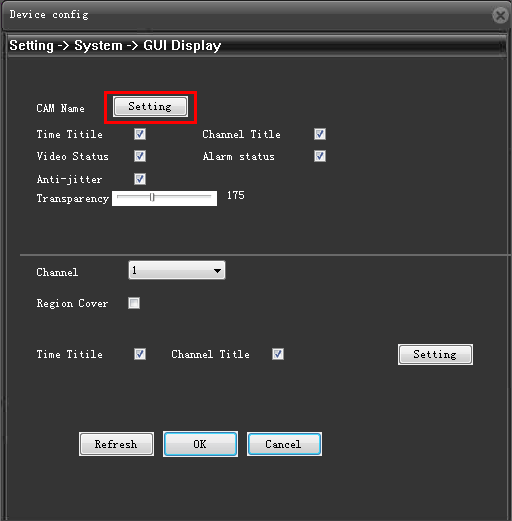 Device config
Setting -> System -> GUI Display
CAM Name Setting
Time Titile Channel Title
Video Status Alarm status
Anti-jitter
Transparency 175
Channel 1
Region Cover
Time Titile Channel Title Setting
Refresh OK Cancel